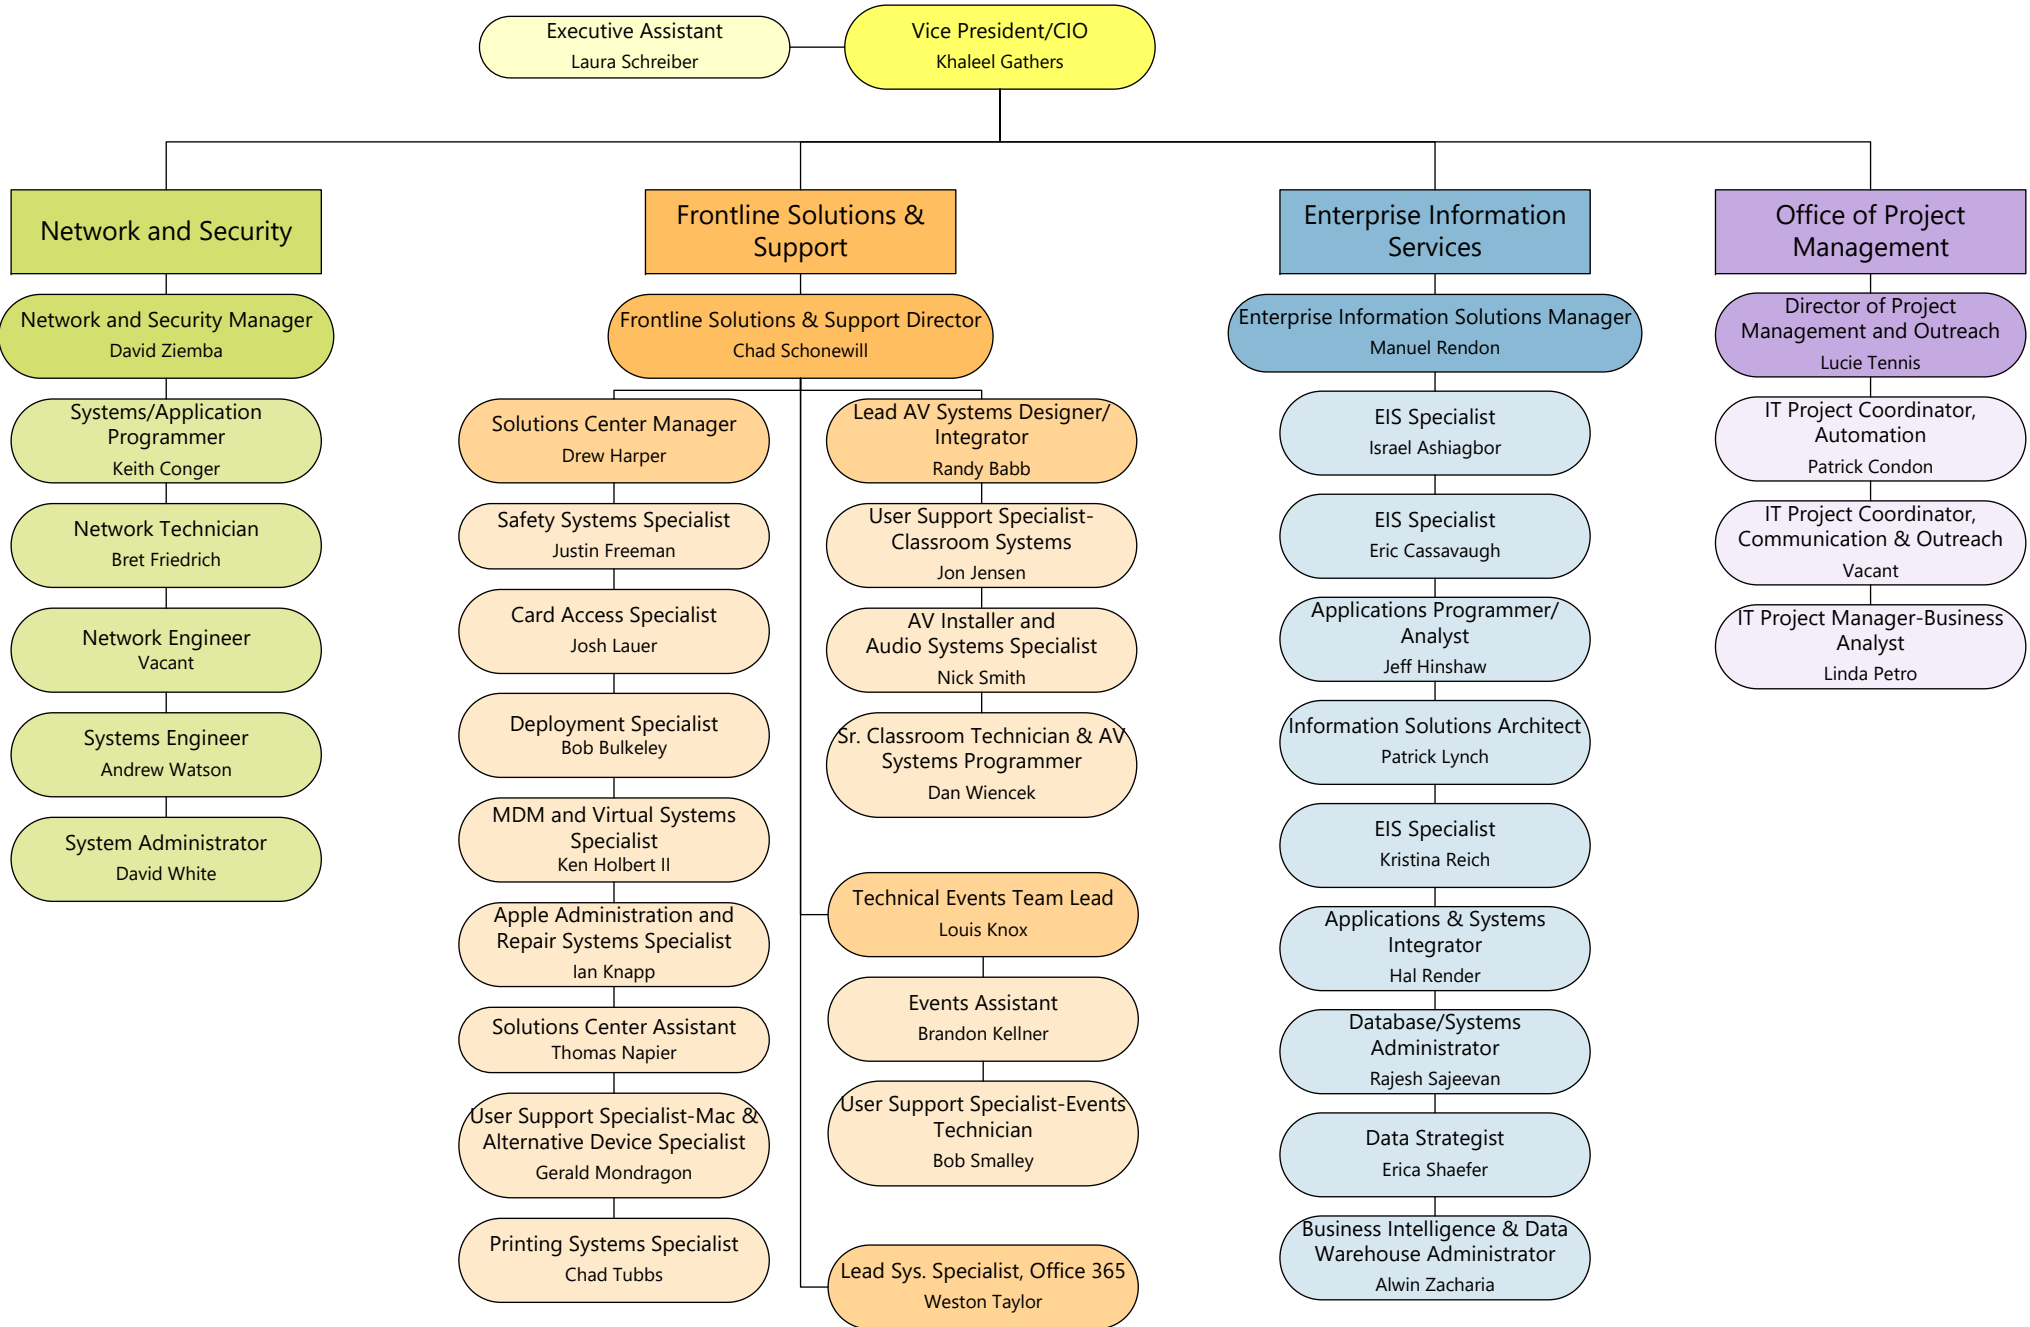 Executive Assistant
Laura Schreiber
Vice President/CIO
Khaleel Gathers
Network and Security
Network and Security Manager
David Ziemba
Systems/Application
Programmer
Keith Conger
Network Technician
Bret Friedrich
Network Engineer
Vacant
Systems Engineer
Andrew Watson
System Administrator
David White
Frontline Solutions &
Support
Frontline Solutions & Support Director
Chad Schonewill
Solutions Center Manager
Drew Harper
Safety Systems Specialist
Justin Freeman
Card Access Specialist
Josh Lauer
Deployment Specialist
Bob Bulkeley
MDM and Virtual Systems
Specialist
Ken Holbert II
Apple Administration and
Repair Systems Specialist
Ian Knapp
Solutions Center Assistant
Thomas Napier
User Support Specialist-Mac &
Alternative Device Specialist
Gerald Mondragon
Printing Systems Specialist
Chad Tubbs
Lead AV Systems Designer/
Integrator
Randy Babb
User Support Specialist-
Classroom Systems
Jon Jensen
AV Installer and
Audio Systems Specialist
Nick Smith
Sr. Classroom Technician & AV
Systems Programmer
Dan Wiencek
Technical Events Team Lead
Louis Knox
Events Assistant
Brandon Kellner
User Support Specialist-Events
Technician
Bob Smalley
Lead Sys. Specialist, Office 365
Weston Taylor
Enterprise Information
Services
Enterprise Information Solutions Manager
Manuel Rendon
EIS Specialist
Israel Ashiagbor
EIS Specialist
Eric Cassavaugh
Applications Programmer/
Analyst
Jeff Hinshaw
Information Solutions Architect
Patrick Lynch
EIS Specialist
Kristina Reich
Applications & Systems
Integrator
Hal Render
Database/Systems
Administrator
Rajesh Sajeevan
Data Strategist
Erica Shaefer
Business Intelligence & Data
Warehouse Administrator
Alwin Zacharia
Office of Project
Management
Director of Project
Management and Outreach
Lucie Tennis
IT Project Coordinator,
Automation
Patrick Condon
IT Project Coordinator,
Communication & Outreach
Vacant
IT Project Manager-Business
Analyst
Linda Petro